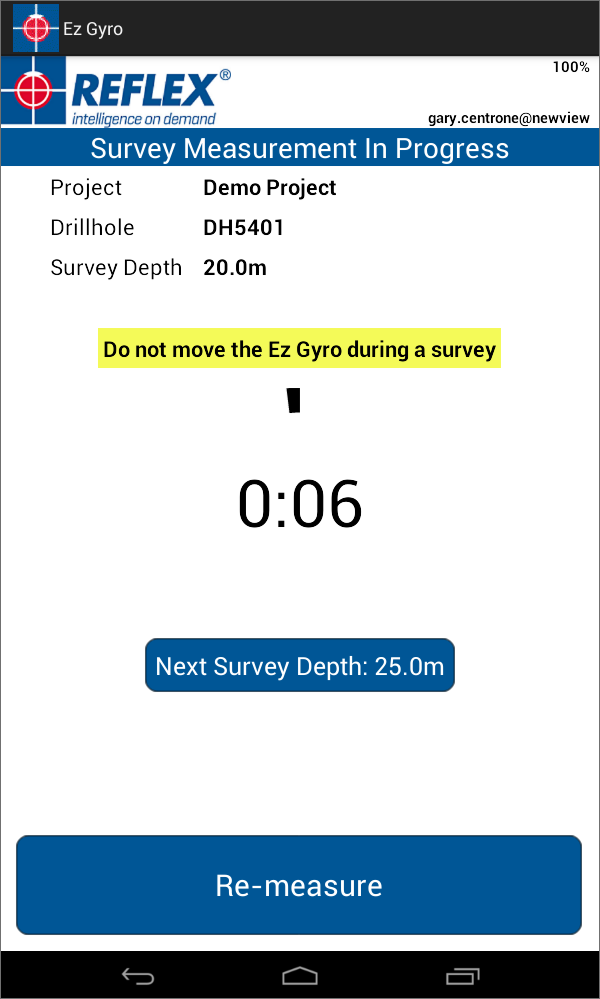 Ez Gyro
100%
REFLEX®
intelligence on demand
gary.centrone@newview
Survey Measurement In Progress
Project Demo Project
Drillhole DH5401
Survey Depth 20.0m
Do not move the Ez Gyro during a survey
0:06
Next Survey Depth: 25.0m
Re-measure